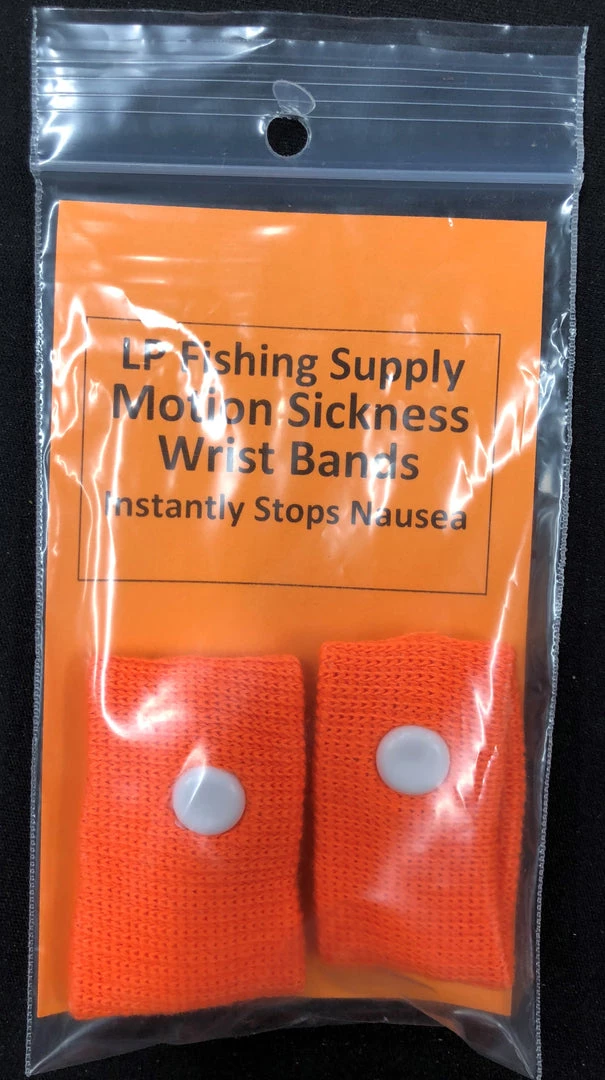 LP Fishing Supply
Motion Sickness
Wrist Bands
Instantly Stops Nausea